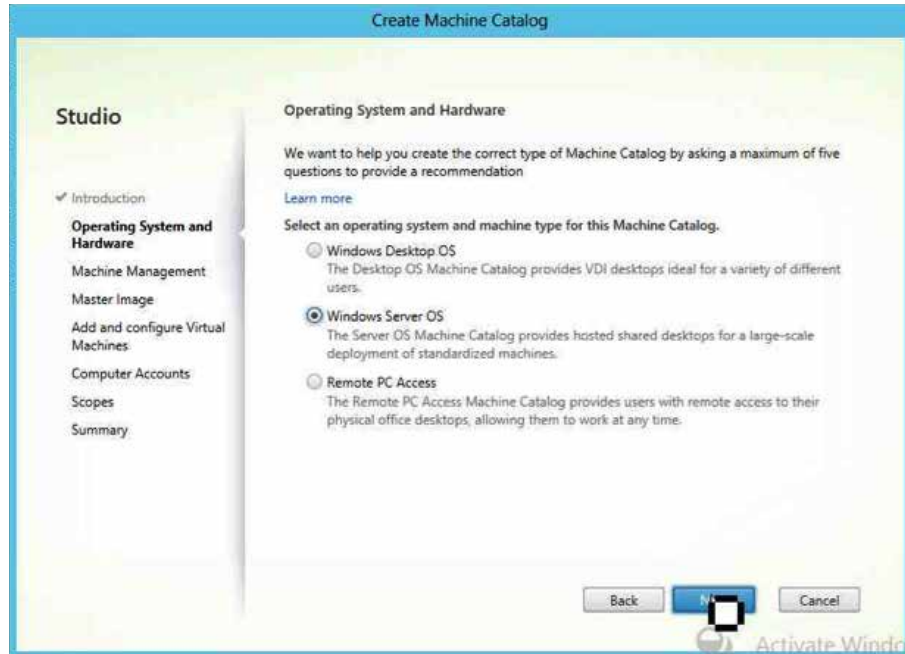 Create Machine Catalog
Studio
Introduction
Operating System and
Hardware
Machine Management
Master Image
Add and configure Virtual
Machines
Computer Accounts
Scopes
Summary
Operating System and Hardware
We want to help you create the correct type of Machine Catalog by asking a maximum of five
questions to provide a recommendation
Learn more
Select an operating system and machine type for this Machine Catalog.
Windows Desktop OS
The Desktop OS Machine Catalog provides VDI desktops ideal for a variety of different
users.
Windows Server OS
The Server OS Machine Catalog provides hosted shared desktops for a large-scale
deployment of standardized machines.
Remote PC Access
The Remote PC Access Machine Catalog provides users with remote access to their
physical office desktops, allowing them to work at any time.
Back
Cancel
Activate Windo